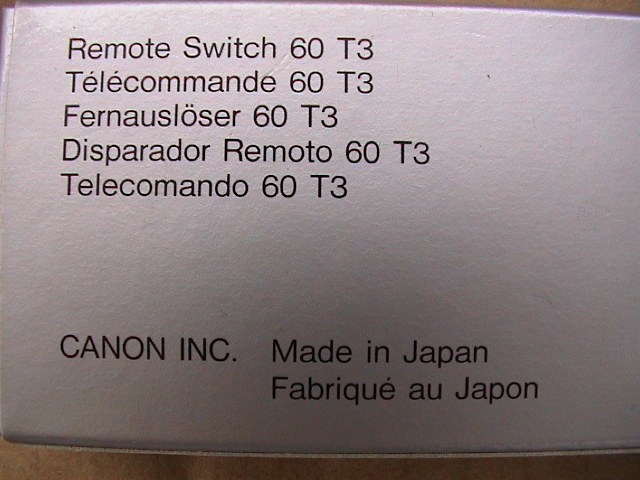 Remote Switch 60 T3
Télécommande 60 T3
Fernauslöser 60 T3
Disparador Remoto 60 T3
Telecomando 60 T3
CANON INC. Made in Japan
Fabriqué au Japon